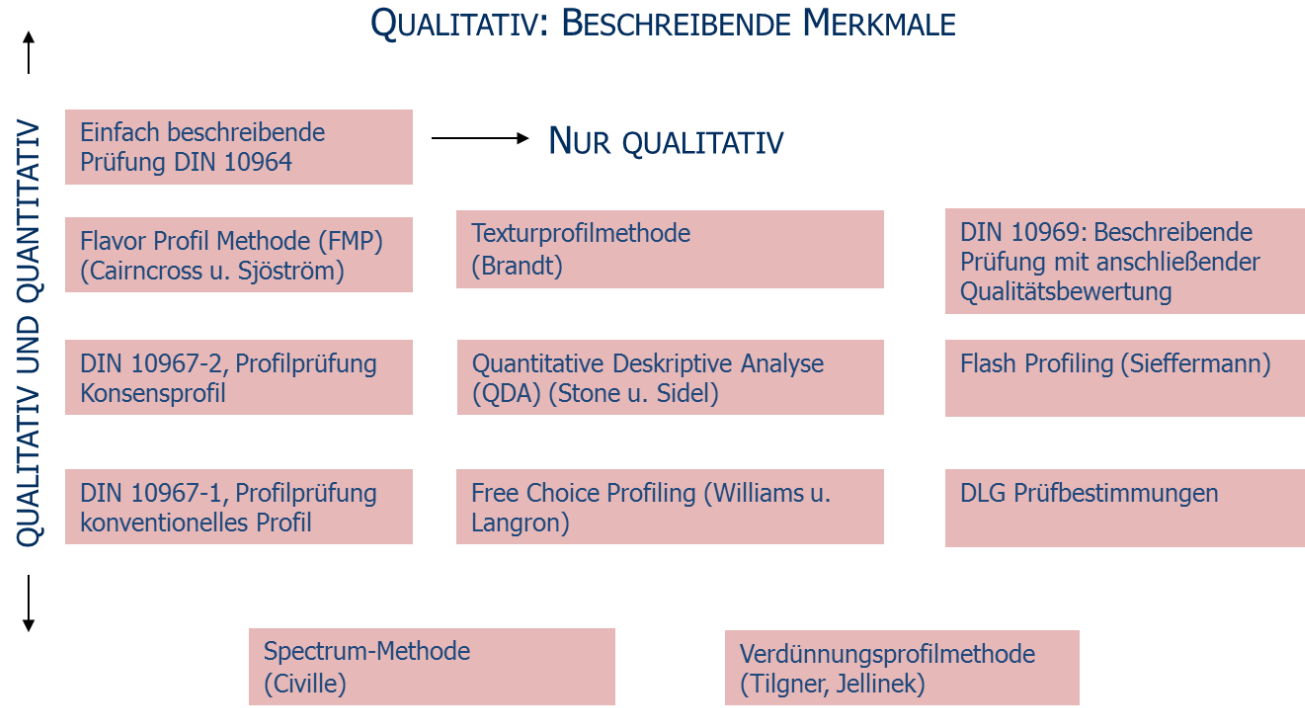 QUALITATIV: BESCHREIBENDE MERKMALE
QUALITATIV UND QUANTITATIV
Einfach beschreibende
Prüfung DIN 10964
NUR QUALITATIV
Flavor Profil Methode (FMP)
(Cairncross u. Sjöström)
Texturprofilmethode
(Brandt)
DIN 10969: Beschreibende
Prüfung mit anschließender
Qualitätsbewertung
DIN 10967-2, Profilprüfung
Konsensprofil
Quantitative Deskriptive Analyse
(QDA) (Stone u. Sidel)
Flash Profiling (Sieffermann)
DIN 10967-1, Profilprüfung
konventionelles Profil
Free Choice Profiling (Williams u.
Langron)
DLG Prüfbestimmungen
Spectrum-Methode
(Civille)
Verdünnungsprofilmethode
(Tilgner, Jellinek)